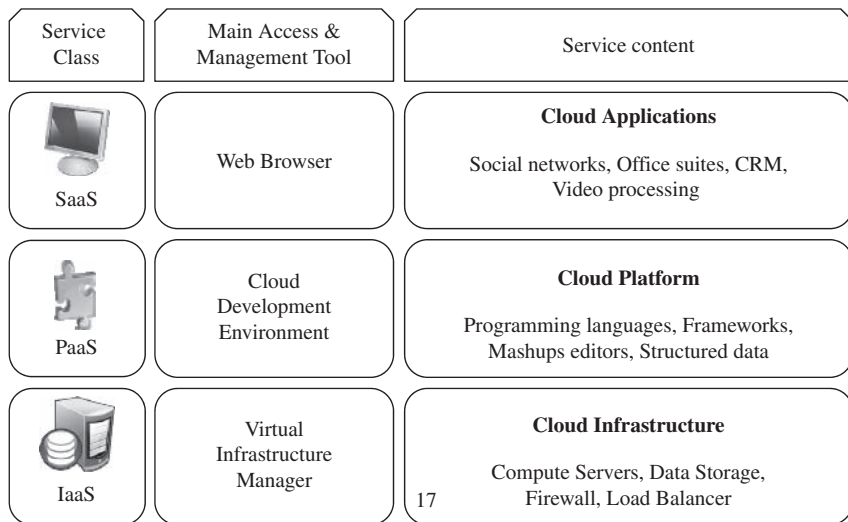 Service
Class
Main Access &
Management Tool
Service content
SaaS
Web Browser
Cloud Applications
Social networks, Office suites, CRM,
Video processing
PaaS
Cloud
Development
Environment
Cloud Platform
Programming languages, Frameworks,
Mashups editors, Structured data
IaaS
Virtual
Infrastructure
Manager
Cloud Infrastructure
Compute Servers, Data Storage,
17
Firewall, Load Balancer